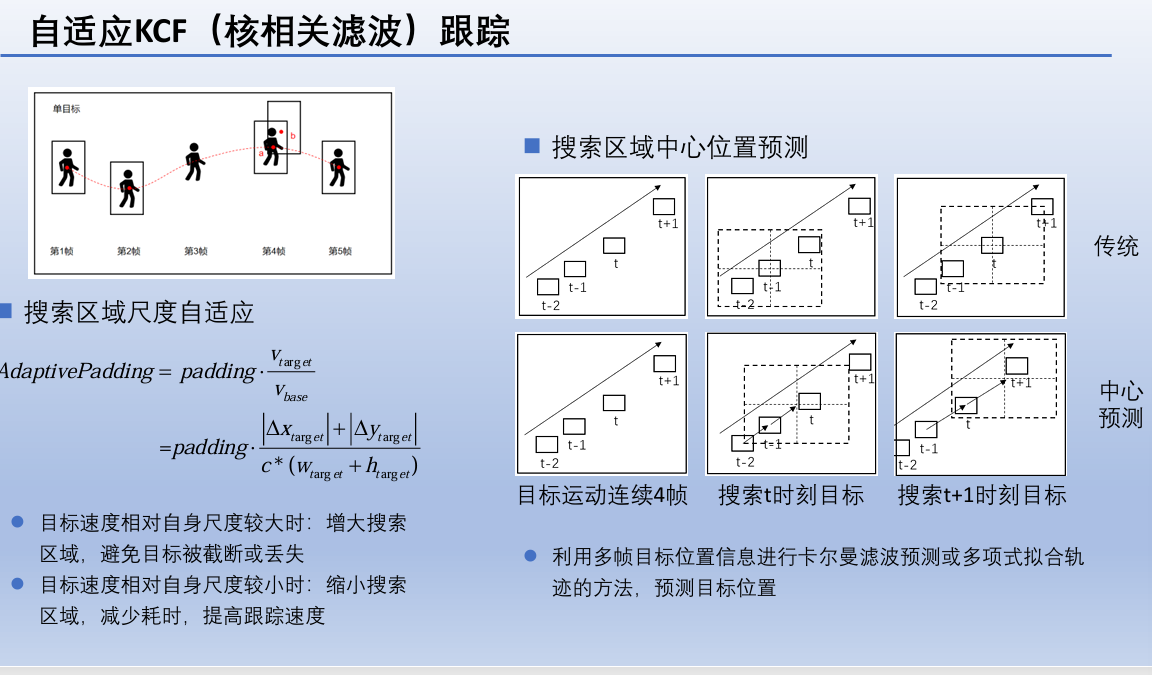 自适应KCF（核相关滤波）跟踪
单目标
a
b
第1帧 第2帧 第3帧 第4帧 第5帧
■ 搜索区域尺度自适应
AdaptivePadding = padding · v_target / v_base
=padding · (|Δx_target| + |Δy_target|) / (c*(w_target + h_target))
● 目标速度相对自身尺度较大时：增大搜索
区域，避免目标被截断或丢失
● 目标速度相对自身尺度较小时：缩小搜索
区域，减少耗时，提高跟踪速度
■ 搜索区域中心位置预测
t-2 t-1 t t+1
t-2 t-1 t t+1
t-2 t-1 t t+1
传统
t-2 t-1 t t+1
t-2 t-1 t t+1
t-2 t-1 t t+1
中心
预测
目标运动连续4帧 搜索t时刻目标 搜索t+1时刻目标
● 利用多帧目标位置信息进行卡尔曼滤波预测或多项式拟合轨
迹的方法，预测目标位置